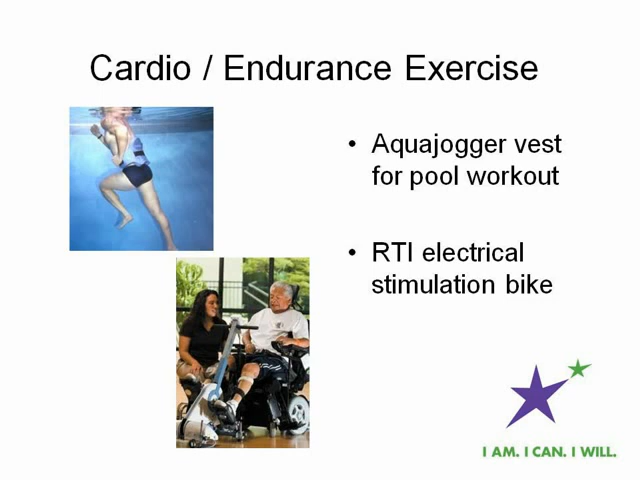 Cardio / Endurance Exercise
• Aquajogger vest
for pool workout
• RTI electrical
stimulation bike
I AM. I CAN. I WILL.